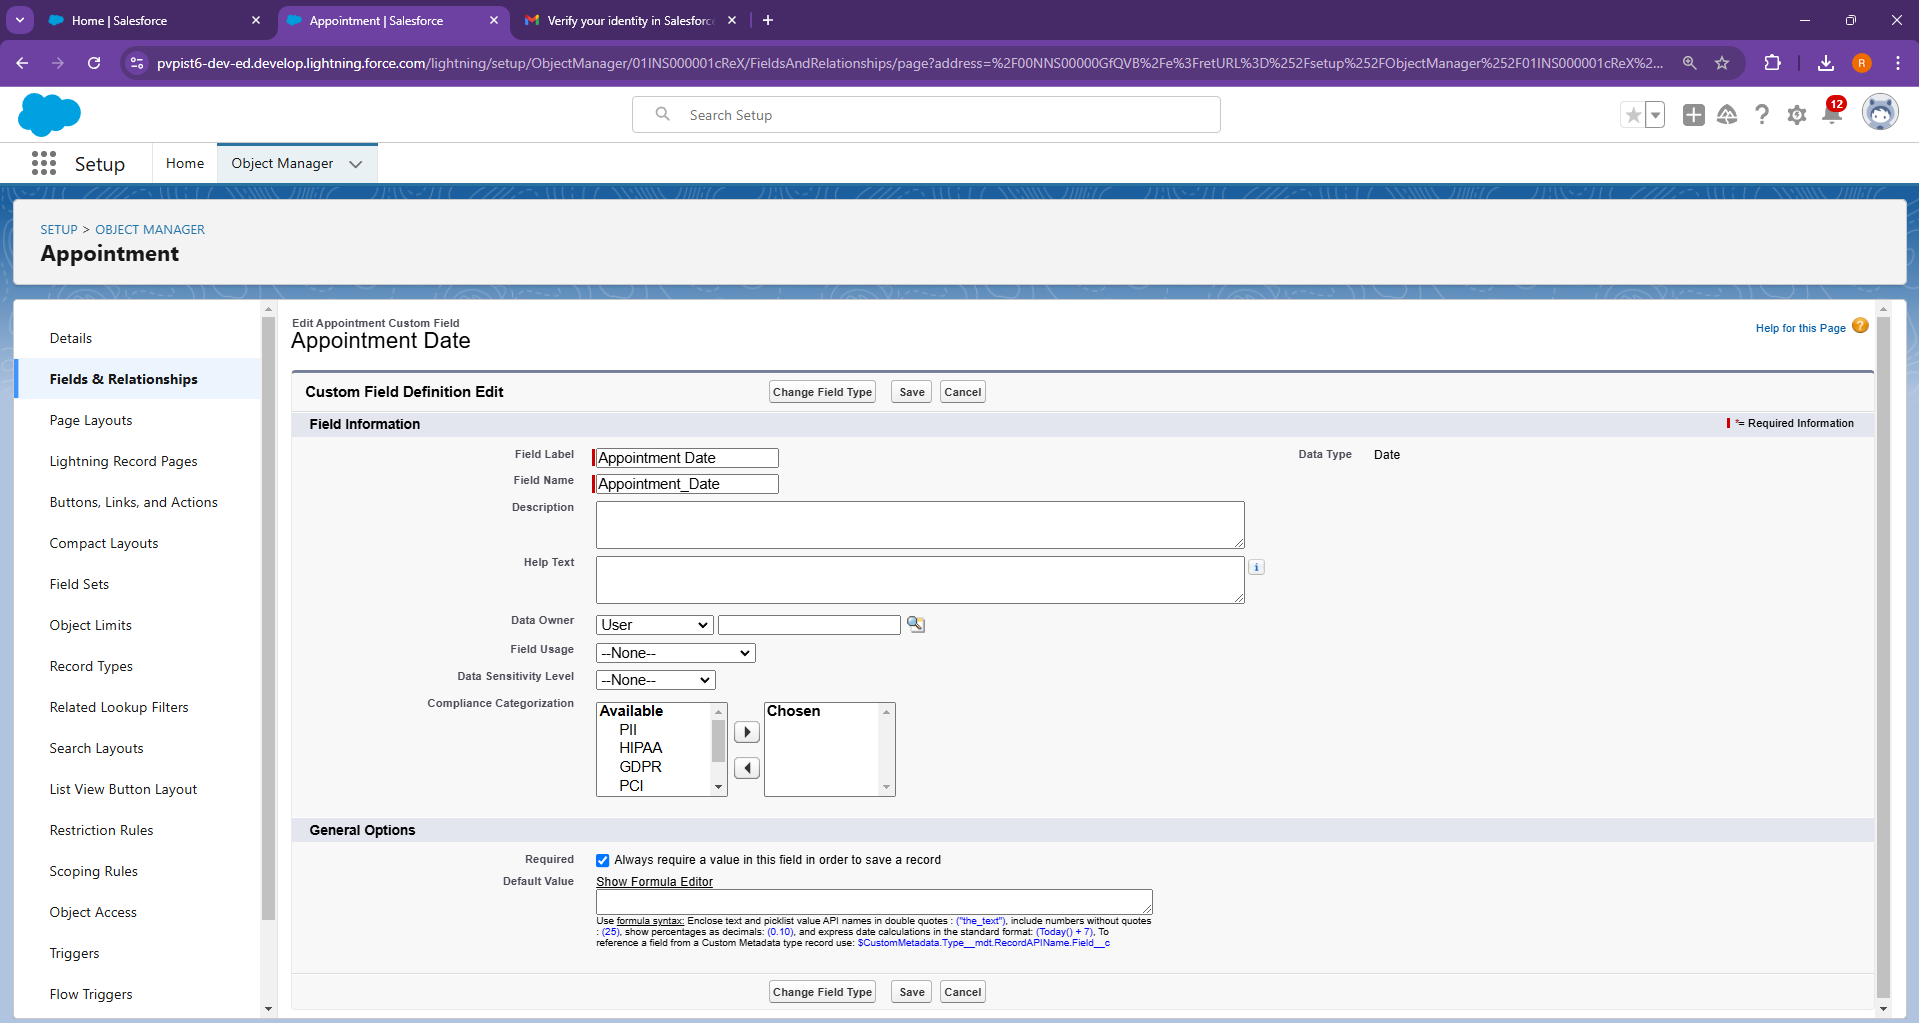 Home | Salesforce
Appointment | Salesforce
Verify your identity in Salesforc
pvpist6-dev-ed.develop.lightning.force.com/lightning/setup/ObjectManager/01INS000001cReX/FieldsAndRelationships/page?address=%2F00NNS00000GfQVB%2Fe%3FretURL%3D%252Fsetup%252FObjectManager%252F01INS000001cReX%2...
R
Search Setup
12
Setup
Home
Object Manager
SETUP > OBJECT MANAGER
Appointment
Details
Fields & Relationships
Page Layouts
Lightning Record Pages
Buttons, Links, and Actions
Compact Layouts
Field Sets
Object Limits
Record Types
Related Lookup Filters
Search Layouts
List View Button Layout
Restriction Rules
Scoping Rules
Object Access
Triggers
Flow Triggers
Edit Appointment Custom Field
Appointment Date
Help for this Page ?
Custom Field Definition Edit
Change Field Type Save Cancel
Field Information
*= Required Information
Field Label Appointment Date
Data Type Date
Field Name Appointment_Date
Description
Help Text
i
Data Owner User
Field Usage --None--
Data Sensitivity Level --None--
Compliance Categorization
Available
PII
HIPAA
GDPR
PCI
Chosen
General Options
Required Always require a value in this field in order to save a record
Default Value Show Formula Editor
Use formula syntax: Enclose text and picklist value API names in double quotes : ("the_text"), include numbers without quotes
: (25), show percentages as decimals: (0.10), and express date calculations in the standard format: (Today() + 7), To
reference a field from a Custom Metadata type record use: $CustomMetadata.Type__mdt.RecordAPIName.Field__c
Change Field Type Save Cancel